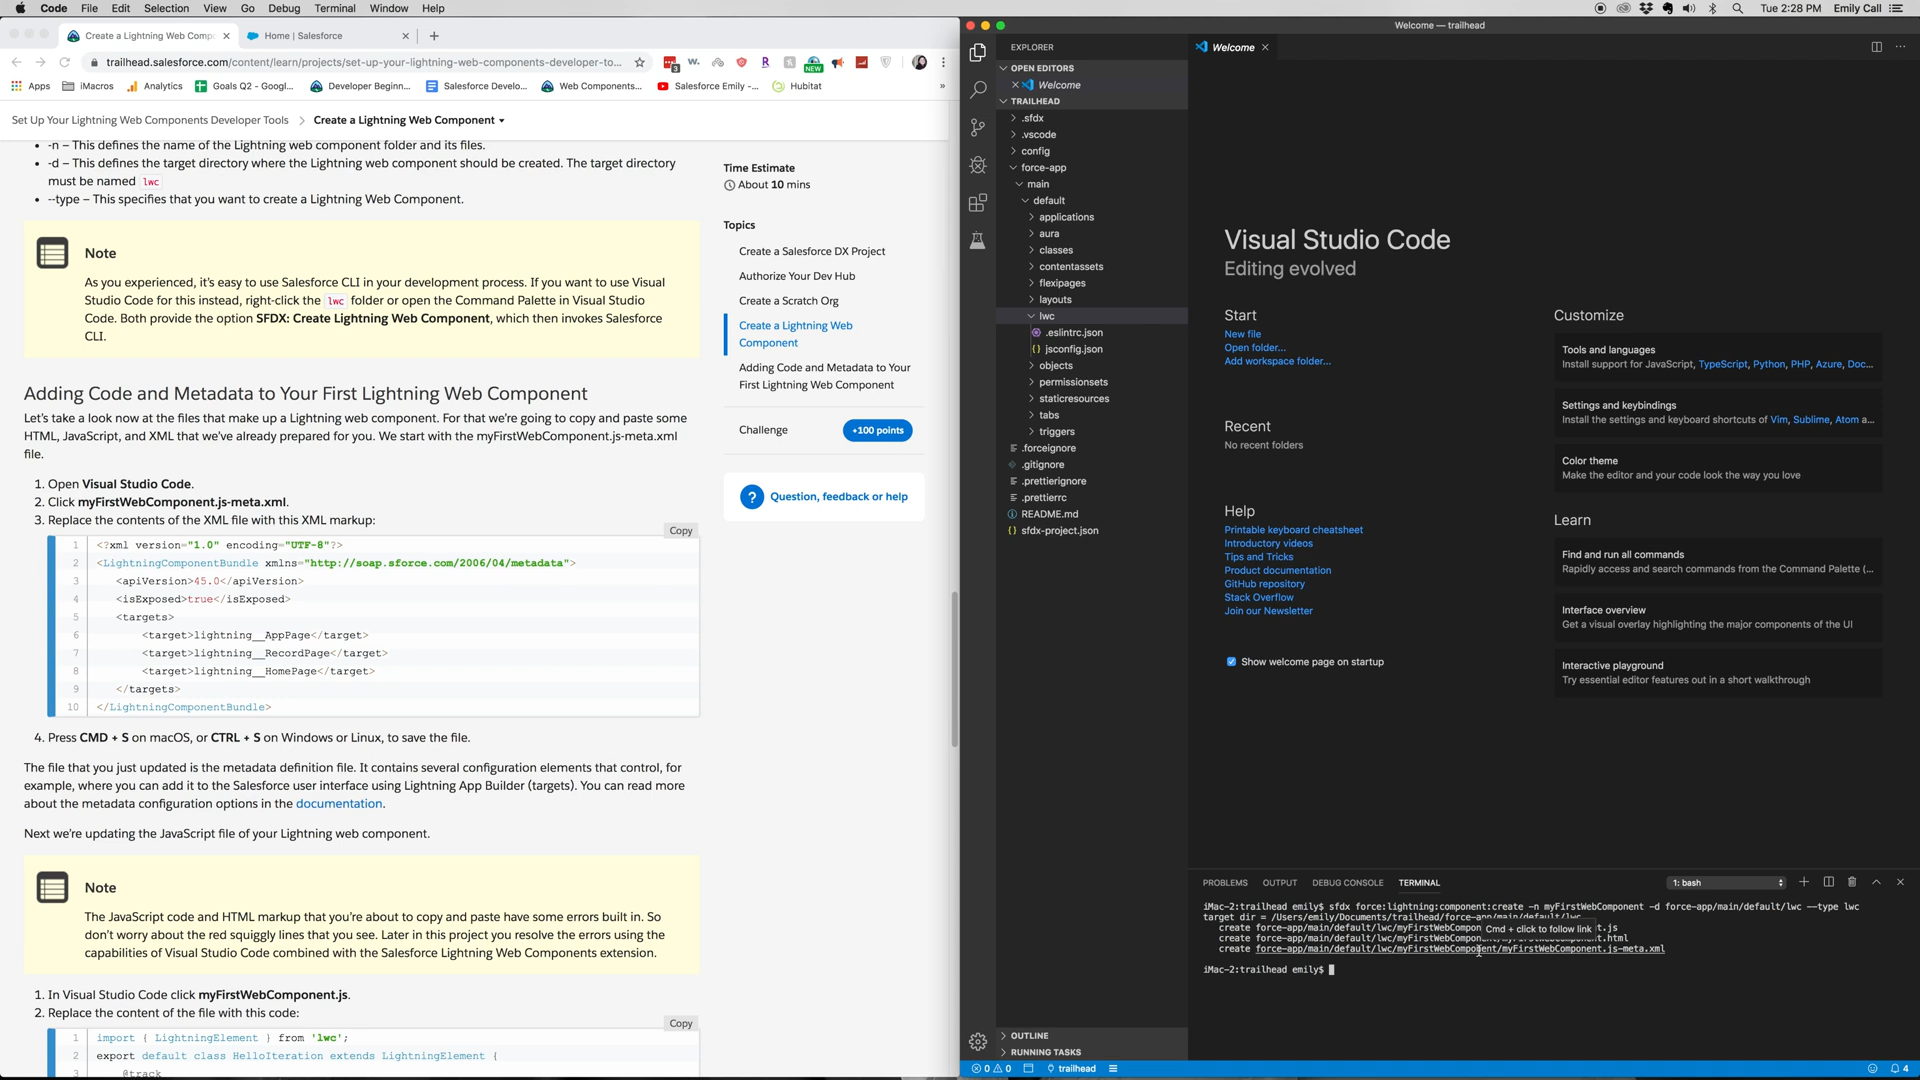 Code File Edit Selection View Go Debug Terminal Window Help
Tue 2:28 PM Emily Call
Create a Lightning Web Compo
Home | Salesforce
trailhead.salesforce.com/content/learn/projects/set-up-your-lightning-web-components-developer-to...
Apps iMacros Analytics Goals Q2 - Googl... Developer Beginn... Salesforce Develo... Web Components... Salesforce Emily -... Hubitat
Set Up Your Lightning Web Components Developer Tools > Create a Lightning Web Component
-n – This defines the name of the Lightning web component folder and its files.
-d – This defines the target directory where the Lightning web component should be created. The target directory
must be named lwc
--type – This specifies that you want to create a Lightning Web Component.
Note
As you experienced, it's easy to use Salesforce CLI in your development process. If you want to use Visual
Studio Code for this instead, right-click the lwc folder or open the Command Palette in Visual Studio
Code. Both provide the option SFDX: Create Lightning Web Component, which then invokes Salesforce
CLI.
Adding Code and Metadata to Your First Lightning Web Component
Let's take a look now at the files that make up a Lightning web component. For that we're going to copy and paste some
HTML, JavaScript, and XML that we've already prepared for you. We start with the myFirstWebComponent.js-meta.xml
file.
1. Open Visual Studio Code.
2. Click myFirstWebComponent.js-meta.xml.
3. Replace the contents of the XML file with this XML markup:
Copy
1 <?xml version="1.0" encoding="UTF-8"?>
2 <LightningComponentBundle xmlns="http://soap.sforce.com/2006/04/metadata">
3 <apiVersion>45.0</apiVersion>
4 <isExposed>true</isExposed>
5 <targets>
6 <target>lightning__AppPage</target>
7 <target>lightning__RecordPage</target>
8 <target>lightning__HomePage</target>
9 </targets>
10 </LightningComponentBundle>
4. Press CMD + S on macOS, or CTRL + S on Windows or Linux, to save the file.
The file that you just updated is the metadata definition file. It contains several configuration elements that control, for
example, where you can add it to the Salesforce user interface using Lightning App Builder (targets). You can read more
about the metadata configuration options in the documentation.
Next we're updating the JavaScript file of your Lightning web component.
Note
The JavaScript code and HTML markup that you're about to copy and paste have some errors built in. So
don't worry about the red squiggly lines that you see. Later in this project you resolve the errors using the
capabilities of Visual Studio Code combined with the Salesforce Lightning Web Components extension.
1. In Visual Studio Code click myFirstWebComponent.js.
2. Replace the content of the file with this code:
Copy
1 import { LightningElement } from 'lwc';
2 export default class HelloIteration extends LightningElement {
3 @track
Time Estimate
About 10 mins
Topics
Create a Salesforce DX Project
Authorize Your Dev Hub
Create a Scratch Org
Create a Lightning Web
Component
Adding Code and Metadata to Your
First Lightning Web Component
Challenge +100 points
? Question, feedback or help
Welcome — trailhead
EXPLORER
OPEN EDITORS
Welcome
TRAILHEAD
.sfdx
.vscode
config
force-app
main
default
applications
aura
classes
contentassets
flexipages
layouts
lwc
.eslintrc.json
{} jsconfig.json
objects
permissionsets
staticresources
tabs
triggers
.forceignore
.gitignore
.prettierignore
.prettierrc
README.md
{} sfdx-project.json
OUTLINE
RUNNING TASKS
Welcome
Visual Studio Code
Editing evolved
Start
New file
Open folder...
Add workspace folder...
Recent
No recent folders
Help
Printable keyboard cheatsheet
Introductory videos
Tips and Tricks
Product documentation
GitHub repository
Stack Overflow
Join our Newsletter
Show welcome page on startup
Customize
Tools and languages
Install support for JavaScript, TypeScript, Python, PHP, Azure, Doc...
Settings and keybindings
Install the settings and keyboard shortcuts of Vim, Sublime, Atom a...
Color theme
Make the editor and your code look the way you love
Learn
Find and run all commands
Rapidly access and search commands from the Command Palette (...
Interface overview
Get a visual overlay highlighting the major components of the UI
Interactive playground
Try essential editor features out in a short walkthrough
PROBLEMS OUTPUT DEBUG CONSOLE TERMINAL 1: bash
iMac-2:trailhead emily$ sfdx force:lightning:component:create -n myFirstWebComponent -d force-app/main/default/lwc --type lwc
target dir = /Users/emily/Documents/trailhead/force-app/main/default/lwc
Cmd + click to follow link
create force-app/main/default/lwc/myFirstWebCompon t.js
create force-app/main/default/lwc/myFirstWebComponent/myFirstWebComponent.html
create force-app/main/default/lwc/myFirstWebComponent/myFirstWebComponent.js-meta.xml
iMac-2:trailhead emily$
0 0 trailhead 4